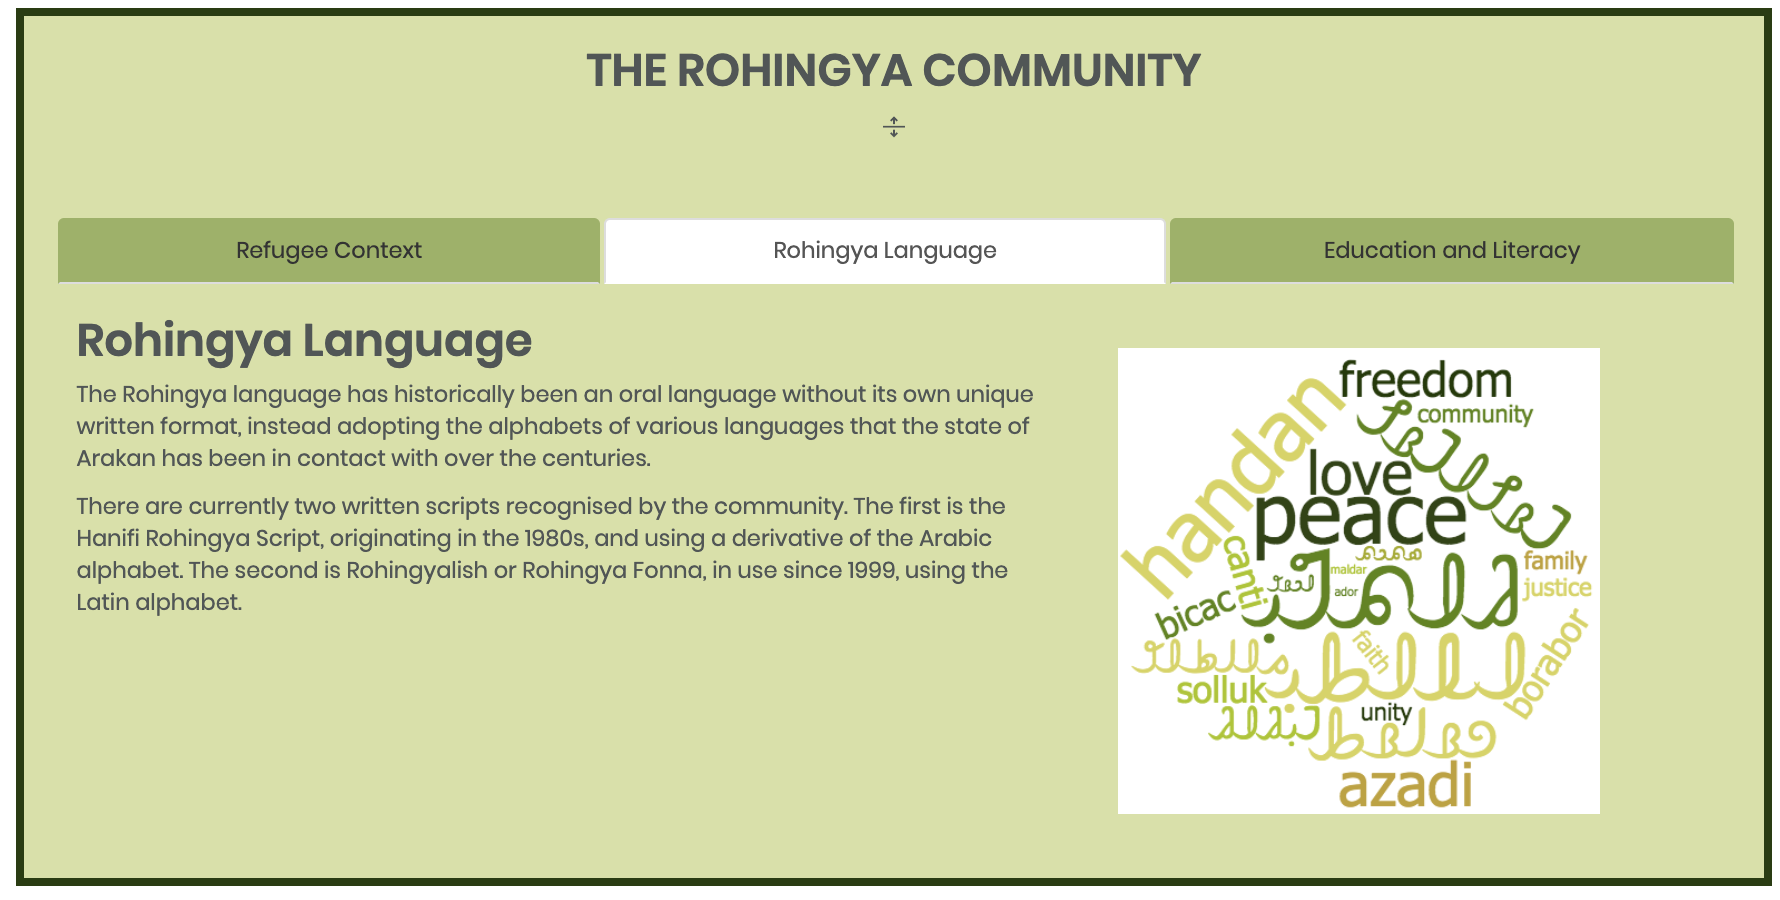 THE ROHINGYA COMMUNITY
Refugee Context
Rohingya Language
Education and Literacy
Rohingya Language
The Rohingya language has historically been an oral language without its own unique
written format, instead adopting the alphabets of various languages that the state of
Arakan has been in contact with over the centuries.
There are currently two written scripts recognised by the community. The first is the
Hanifi Rohingya Script, originating in the 1980s, and using a derivative of the Arabic
alphabet. The second is Rohingyalish or Rohingya Fonna, in use since 1999, using the
Latin alphabet.
freedom
community
handan
love
peace
canti
maldar
ador
family
justice
bicac
faith
borabor
solluk
unity
azadi